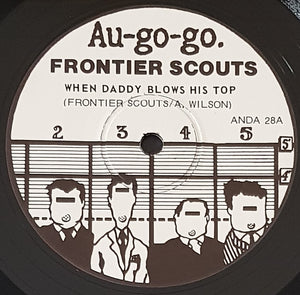 Au-go-go.
FRONTIER SCOUTS
WHEN DADDY BLOWS HIS TOP
(FRONTIER SCOUTS/A. WILSON)
ANDA 28A
2 3 4 5
5'
4'